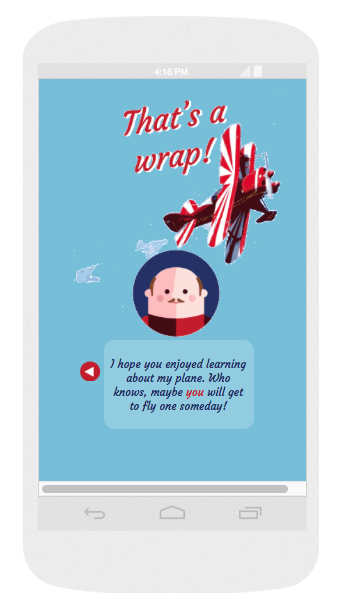 4:16 PM
That's a
wrap!
I hope you enjoyed learning
about my plane. Who
knows, maybe you will get
to fly one someday!